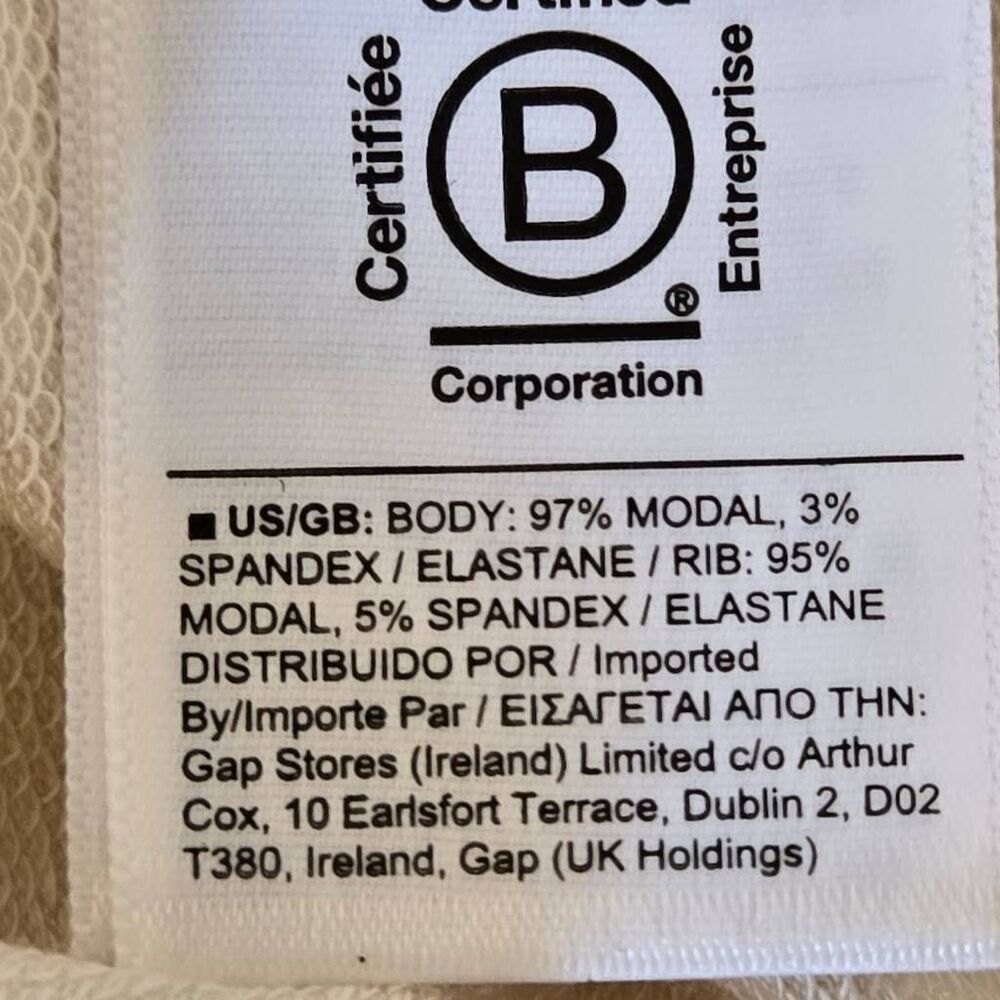 Certified
Certifiée
B
Entreprise
®
Corporation
■ US/GB: BODY: 97% MODAL, 3%
SPANDEX / ELASTANE / RIB: 95%
MODAL, 5% SPANDEX / ELASTANE
DISTRIBUIDO POR / Imported
By/Importe Par / ΕΙΣΑΓΕΤΑΙ ΑΠΟ ΤΗΝ:
Gap Stores (Ireland) Limited c/o Arthur
Cox, 10 Earlsfort Terrace, Dublin 2, D02
T380, Ireland, Gap (UK Holdings)